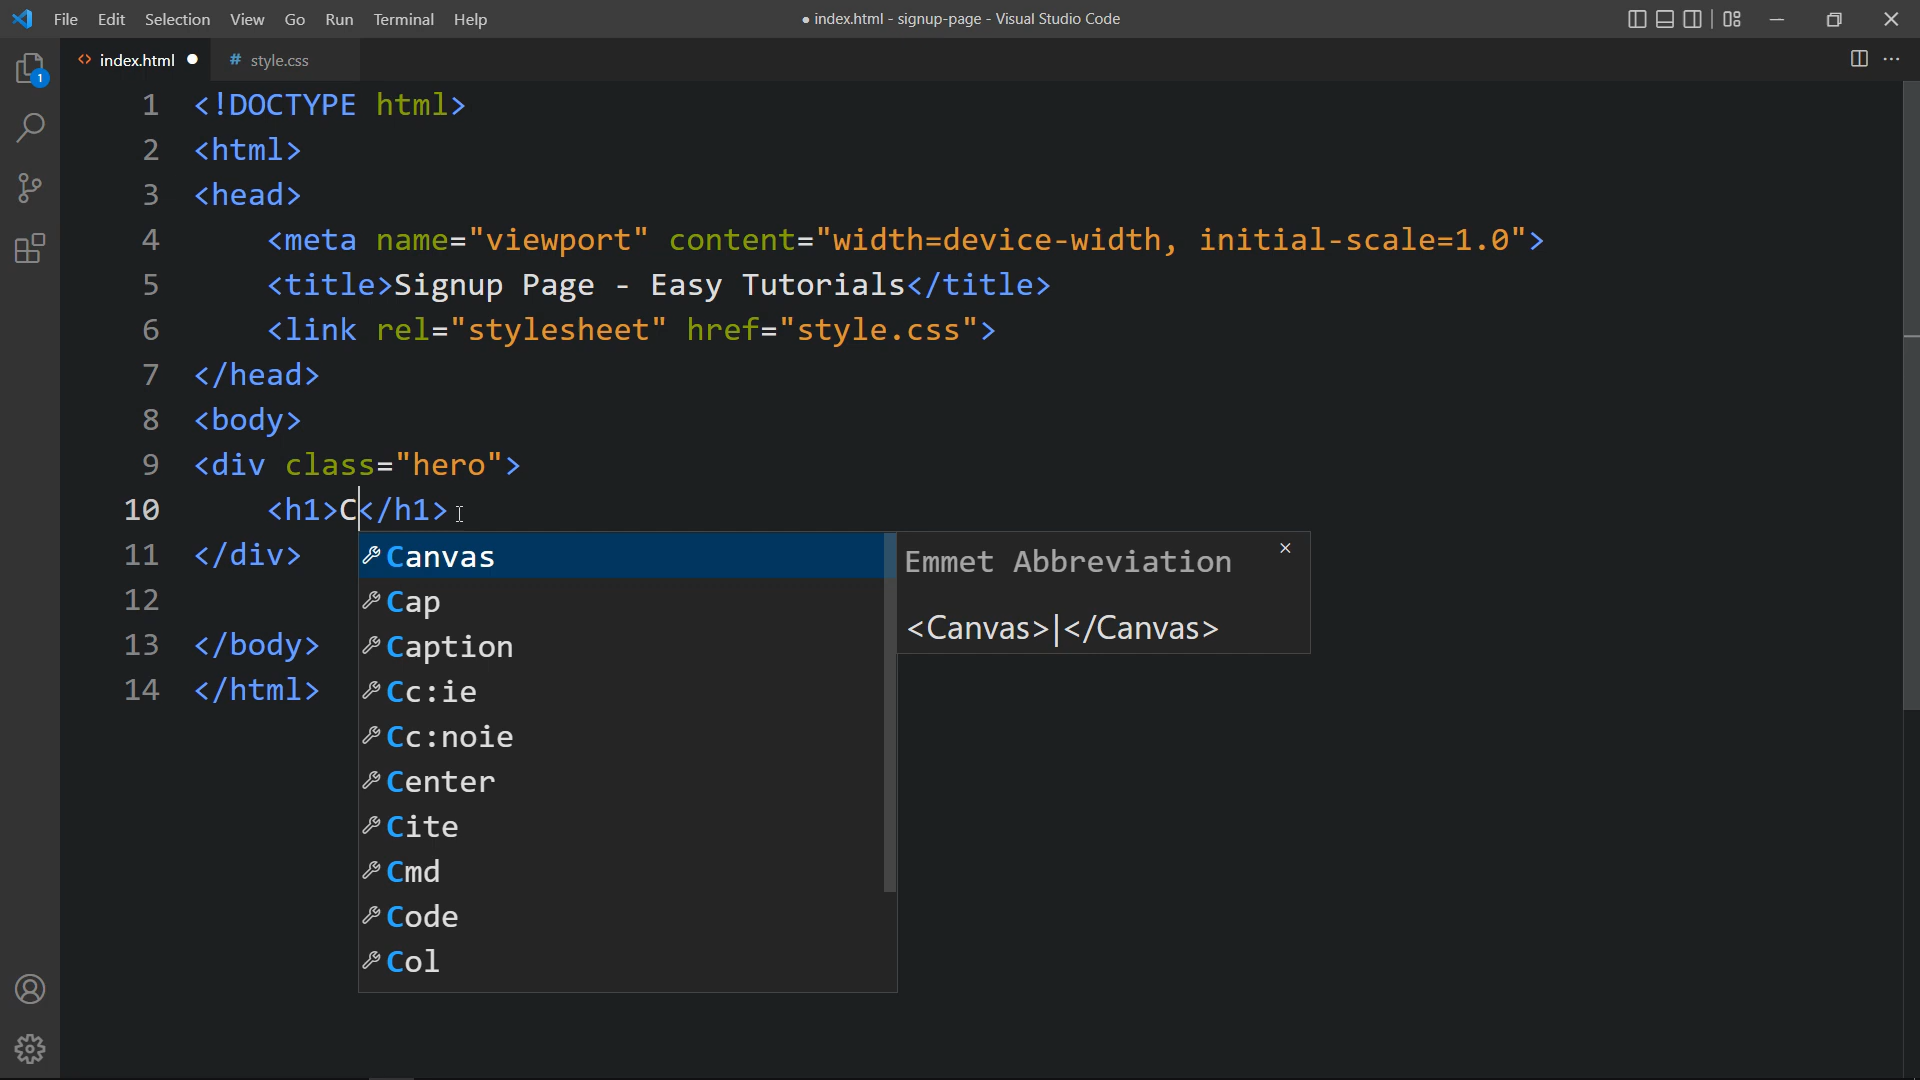 File Edit Selection View Go Run Terminal Help
● index.html - signup-page - Visual Studio Code
<> index.html ●
# style.css
1
1 <!DOCTYPE html>
2 <html>
3 <head>
4 <meta name="viewport" content="width=device-width, initial-scale=1.0">
5 <title>Signup Page - Easy Tutorials</title>
6 <link rel="stylesheet" href="style.css">
7 </head>
8 <body>
9 <div class="hero">
10 <h1>C</h1>
11 </div>
12
13 </body>
14 </html>
Canvas
Cap
Caption
Cc:ie
Cc:noie
Center
Cite
Cmd
Code
Col
Emmet Abbreviation
<Canvas>|</Canvas>